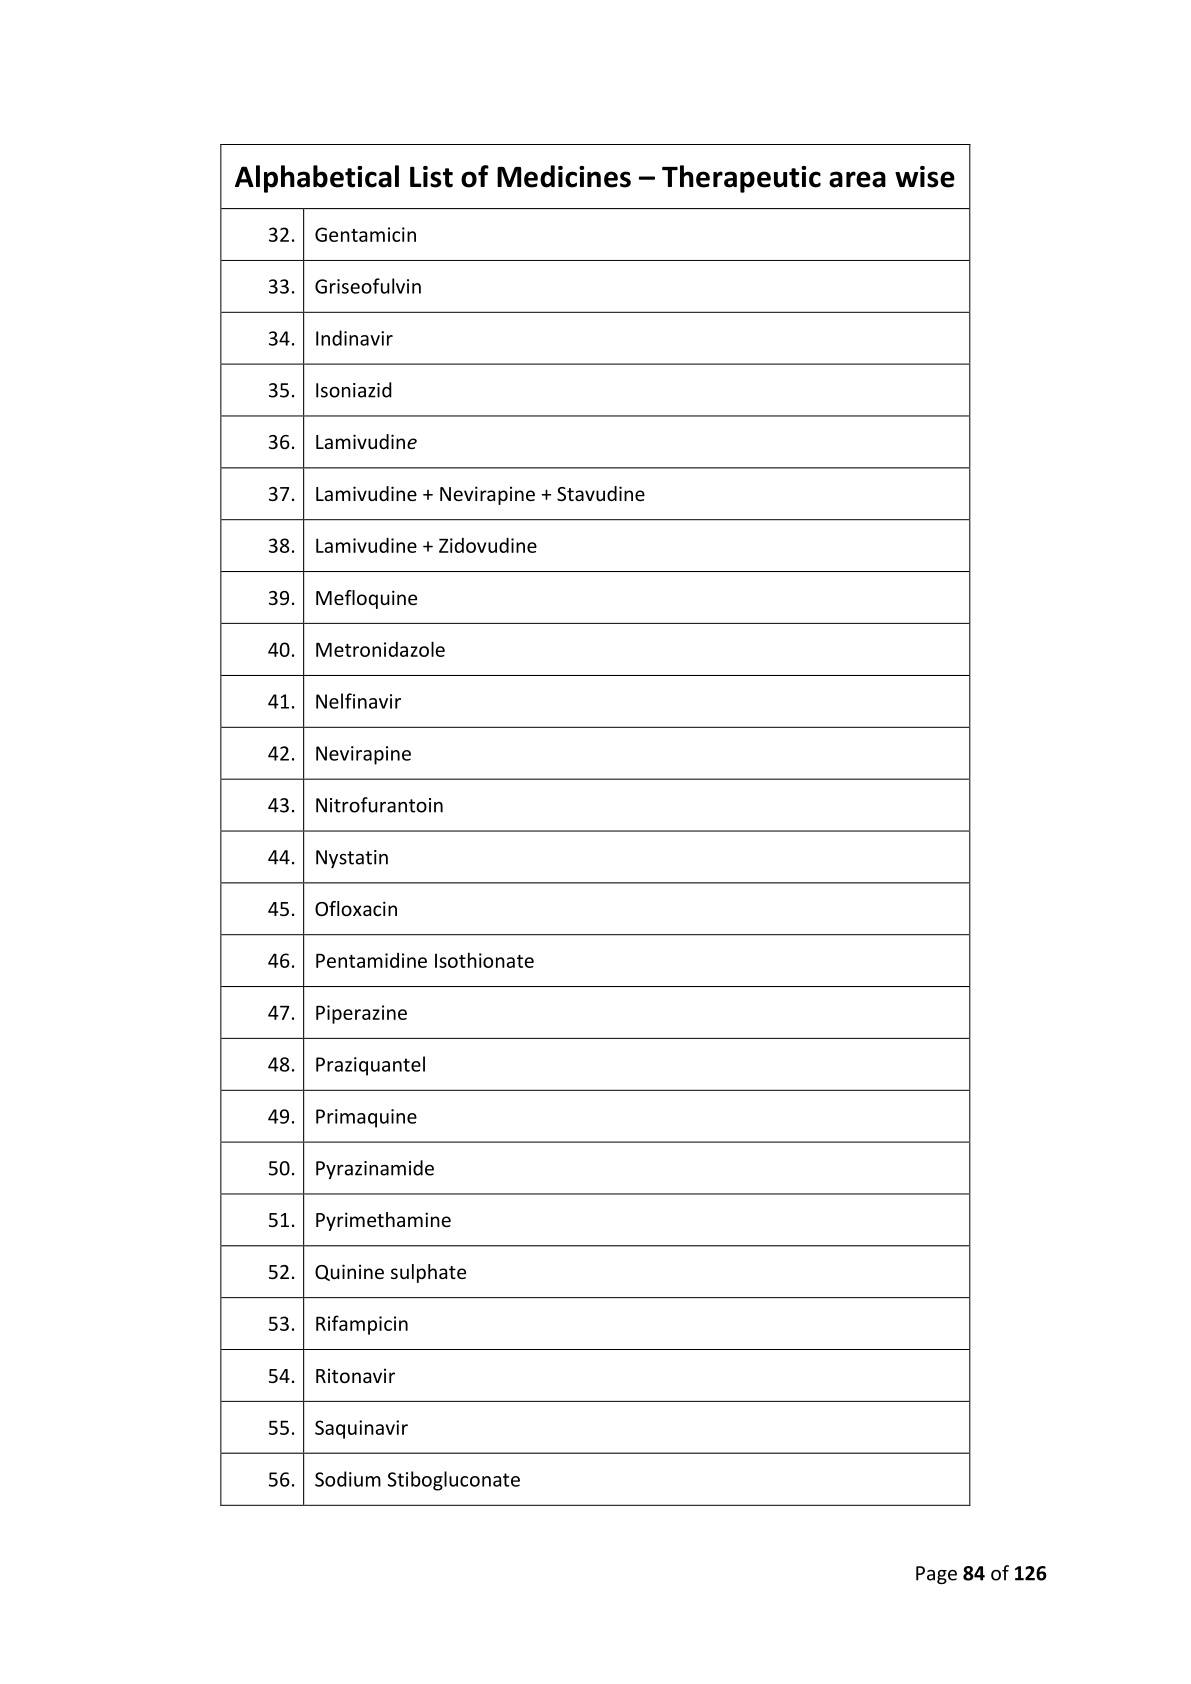 Alphabetical List of Medicines – Therapeutic area wise
32. Gentamicin
33. Griseofulvin
34. Indinavir
35. Isoniazid
36. Lamivudine
37. Lamivudine + Nevirapine + Stavudine
38. Lamivudine + Zidovudine
39. Mefloquine
40. Metronidazole
41. Nelfinavir
42. Nevirapine
43. Nitrofurantoin
44. Nystatin
45. Ofloxacin
46. Pentamidine Isothionate
47. Piperazine
48. Praziquantel
49. Primaquine
50. Pyrazinamide
51. Pyrimethamine
52. Quinine sulphate
53. Rifampicin
54. Ritonavir
55. Saquinavir
56. Sodium Stibogluconate
Page 84 of 126